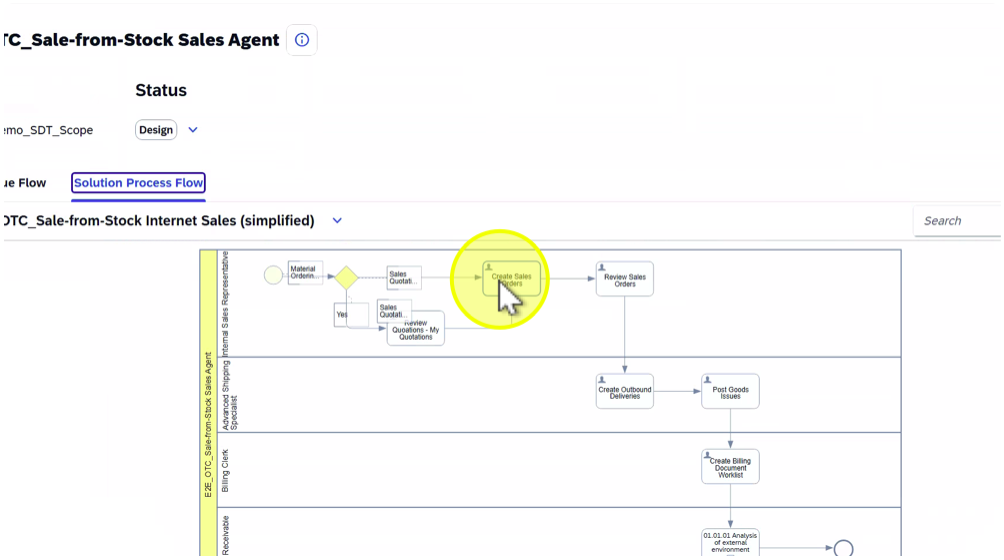 TC_Sale-from-Stock Sales Agent
Status
emo_SDT_Scope
Design
ue Flow
Solution Process Flow
OTC_Sale-from-Stock Internet Sales (simplified)
Search
E2E_OTC_Sale-from-Stock Sales Agent
Internal Sales Representative
Material
Orderin...
Sales
Quotati...
Create Sales
Orders
Review Sales
Orders
Yes
Sales
Quotati...
Review
Quoations - My
Quotations
Advanced Shipping
Specialist
Create Outbound
Deliveries
Post Goods
Issues
Billing Clerk
Create Billing
Document
Worklist
Receivable
01.01.01 Analysis
of external
environment